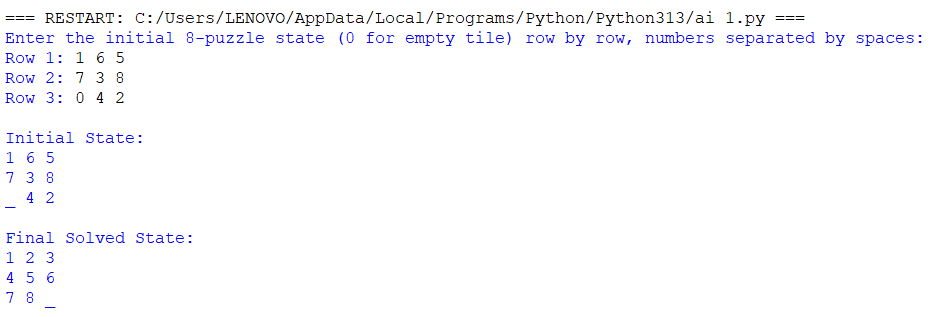 === RESTART: C:/Users/LENOVO/AppData/Local/Programs/Python/Python313/ai 1.py ===
Enter the initial 8-puzzle state (0 for empty tile) row by row, numbers separated by spaces:
Row 1: 1 6 5
Row 2: 7 3 8
Row 3: 0 4 2

Initial State:
1 6 5
7 3 8
_ 4 2

Final Solved State:
1 2 3
4 5 6
7 8 _